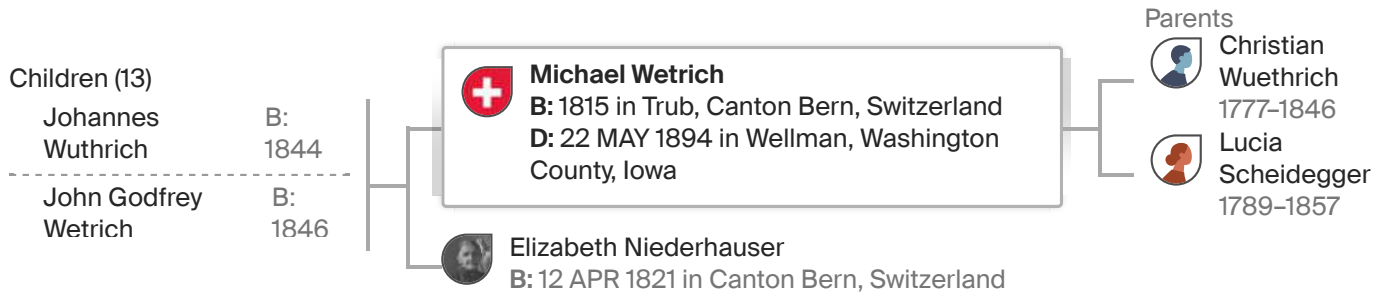 Children (13)
Johannes
Wuthrich
B:
1844
John Godfrey
Wetrich
B:
1846
Michael Wetrich
B: 1815 in Trub, Canton Bern, Switzerland
D: 22 MAY 1894 in Wellman, Washington
County, Iowa
Elizabeth Niederhauser
B: 12 APR 1821 in Canton Bern, Switzerland
Parents
Christian
Wuethrich
1777–1846
Lucia
Scheidegger
1789–1857